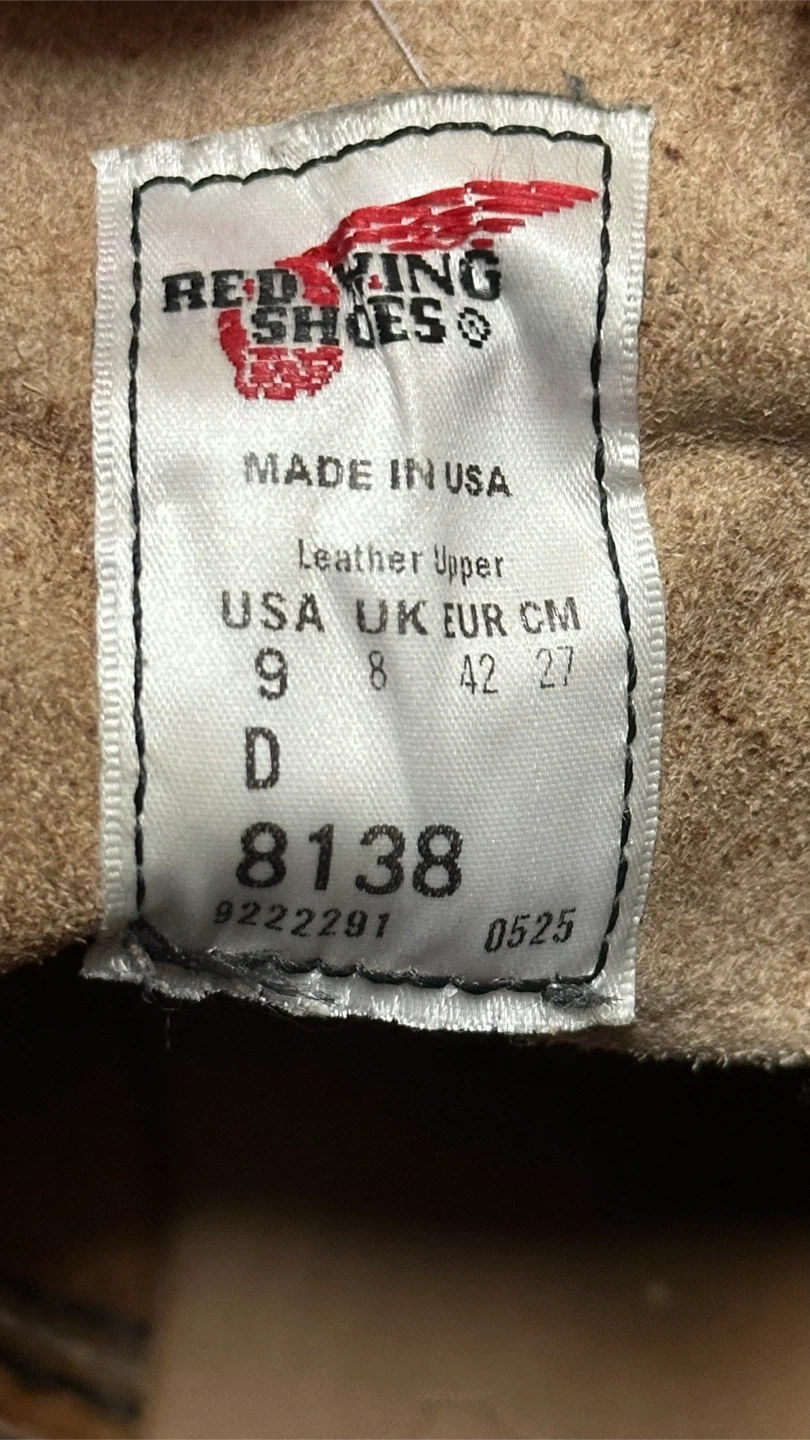 RED WING
SHOES®
MADE IN USA
Leather Upper
USA UK EUR CM
9 8 42 27
D
8138
9222291 0525